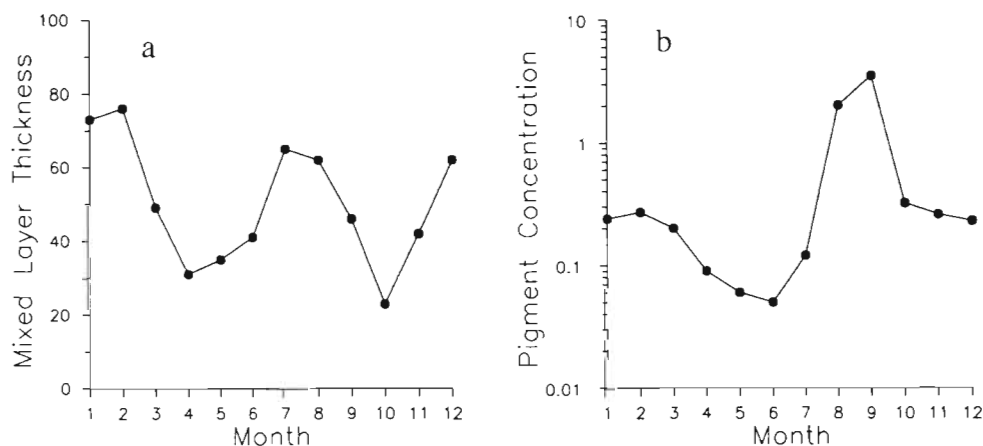 a
Mixed Layer Thickness
100
80
60
40
20
0
1 2 3 4 5 6 7 8 9 10 11 12
Month
b
Pigment Concentration
10
1
0.1
0.01
1 2 3 4 5 6 7 8 9 10 11 12
Month